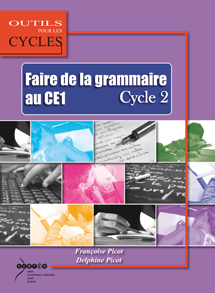 OUTILS
POUR LES
CYCLES
Faire de la grammaire
au CE1 Cycle 2
Françoise Picot
Delphine Picot